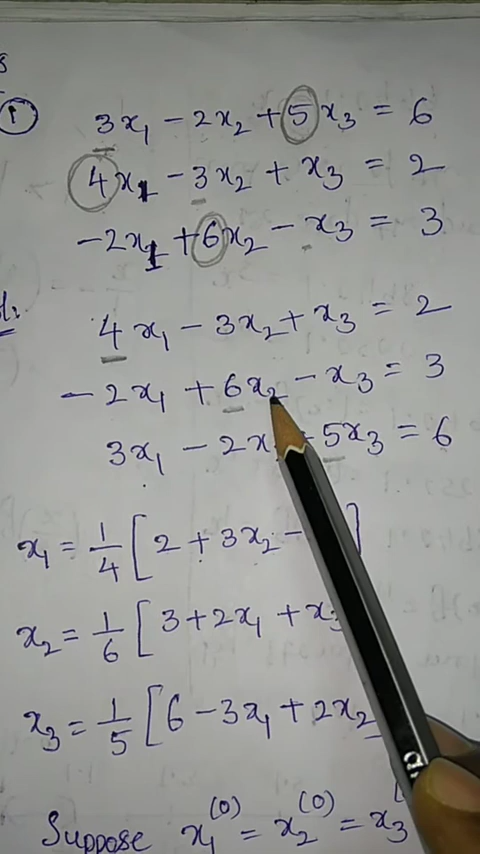 ①
3x₁ - 2x₂ + 5x₃ = 6
4x₁ - 3x₂ + x₃ = 2
-2x₁ + 6x₂ - x₃ = 3
4x₁ - 3x₂ + x₃ = 2
-2x₁ + 6x₂ - x₃ = 3
3x₁ - 2x 5x₃ = 6
x₁ = 1/4 [ 2 + 3x₂ - ]
x₂ = 1/6 [ 3 + 2x₁ + x₃
x₃ = 1/5 [ 6 - 3x₁ + 2x₂
Suppose x₁⁽⁰⁾ = x₂⁽⁰⁾ = x₃⁽